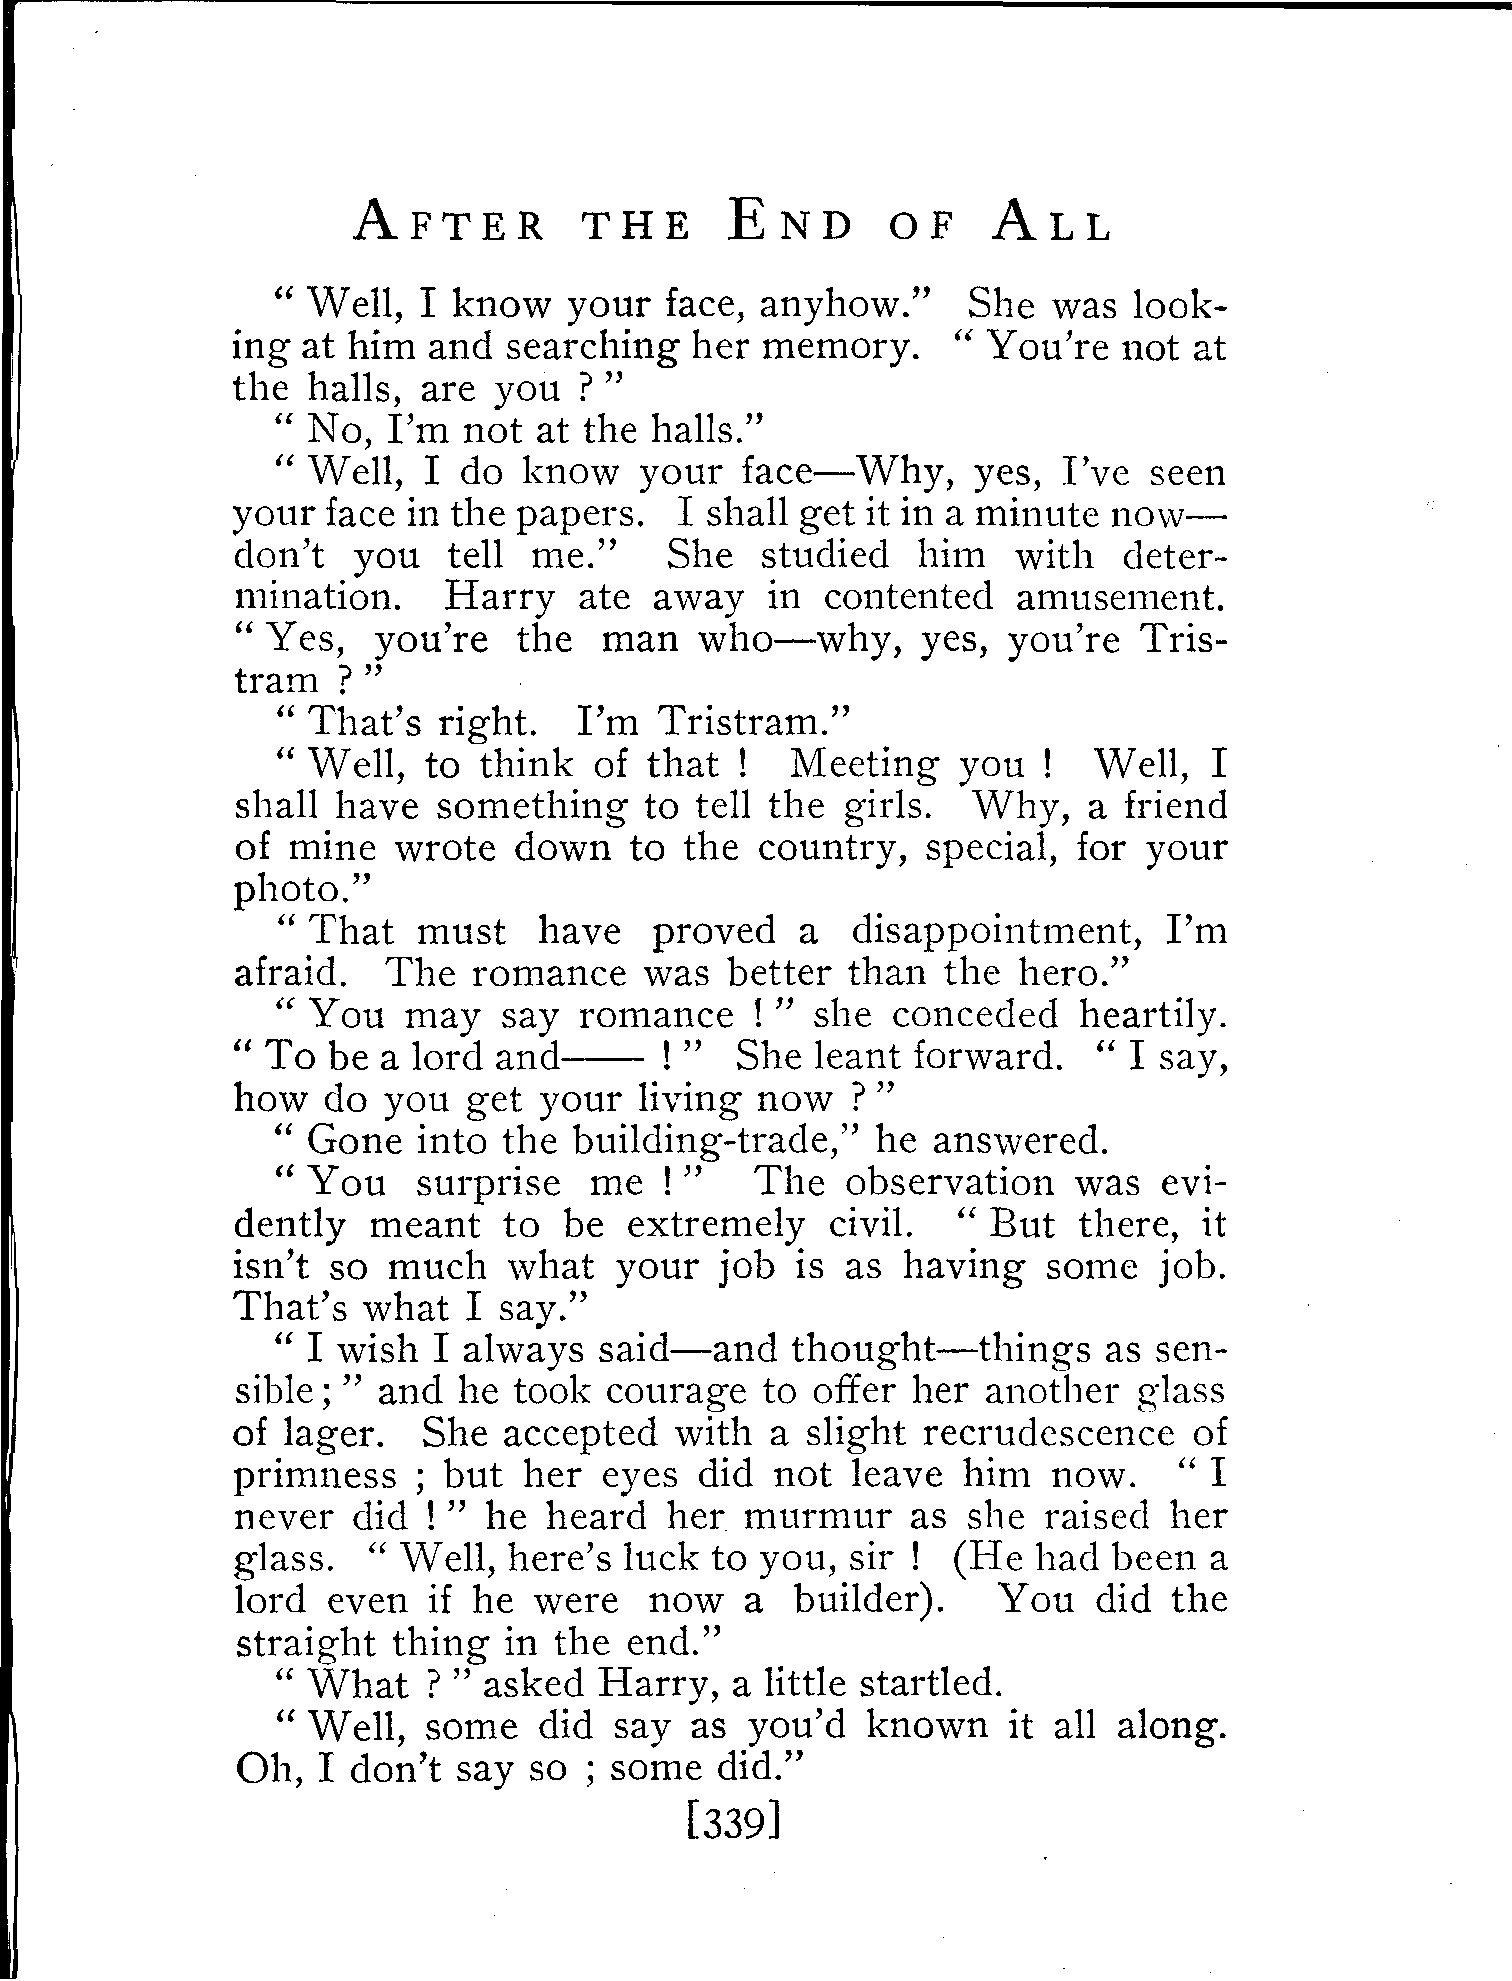 After the End of All
“ Well, I know your face, anyhow.” She was look-
ing at him and searching her memory. “ You're not at
the halls, are you ? ”
“ No, I'm not at the halls.”
“ Well, I do know your face—Why, yes, I've seen
your face in the papers. I shall get it in a minute now—
don't you tell me.” She studied him with deter-
mination. Harry ate away in contented amusement.
“ Yes, you're the man who—why, yes, you're Tris-
tram ? ”
“ That's right. I'm Tristram.”
“ Well, to think of that ! Meeting you ! Well, I
shall have something to tell the girls. Why, a friend
of mine wrote down to the country, special, for your
photo.”
“ That must have proved a disappointment, I'm
afraid. The romance was better than the hero.”
“ You may say romance ! ” she conceded heartily.
“ To be a lord and—— ! ” She leant forward. “ I say,
how do you get your living now ? ”
“ Gone into the building-trade,” he answered.
“ You surprise me ! ” The observation was evi-
dently meant to be extremely civil. “ But there, it
isn't so much what your job is as having some job.
That's what I say.”
“ I wish I always said—and thought—things as sen-
sible ; ” and he took courage to offer her another glass
of lager. She accepted with a slight recrudescence of
primness ; but her eyes did not leave him now. “ I
never did ! ” he heard her murmur as she raised her
glass. “ Well, here's luck to you, sir ! (He had been a
lord even if he were now a builder). You did the
straight thing in the end.”
“ What ? ” asked Harry, a little startled.
“ Well, some did say as you'd known it all along.
Oh, I don't say so ; some did.”
[339]